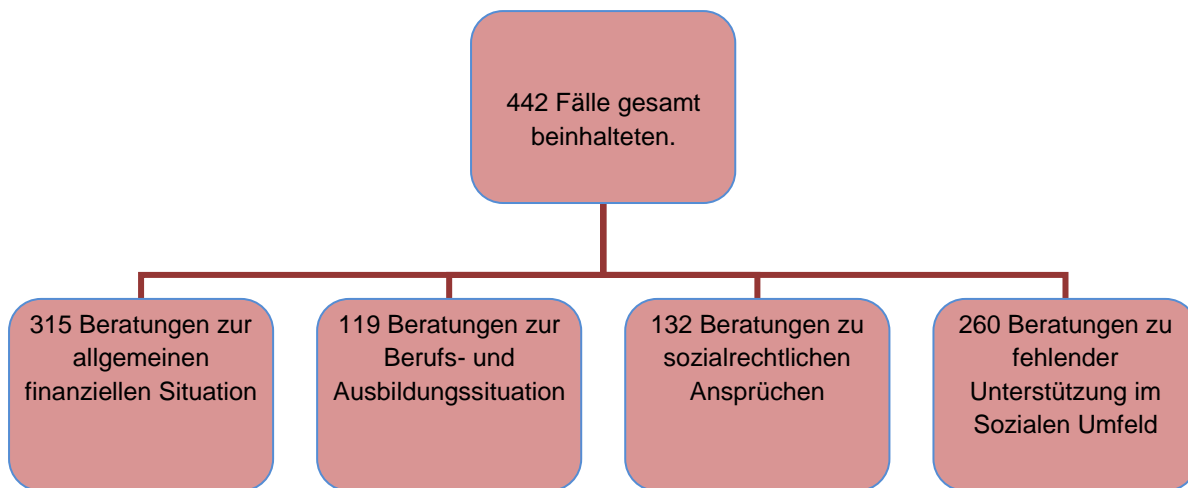 442 Fälle gesamt
beinhalteten.
315 Beratungen zur
allgemeinen
finanziellen Situation
119 Beratungen zur
Berufs- und
Ausbildungssituation
132 Beratungen zu
sozialrechtlichen
Ansprüchen
260 Beratungen zu
fehlender
Unterstützung im
Sozialen Umfeld